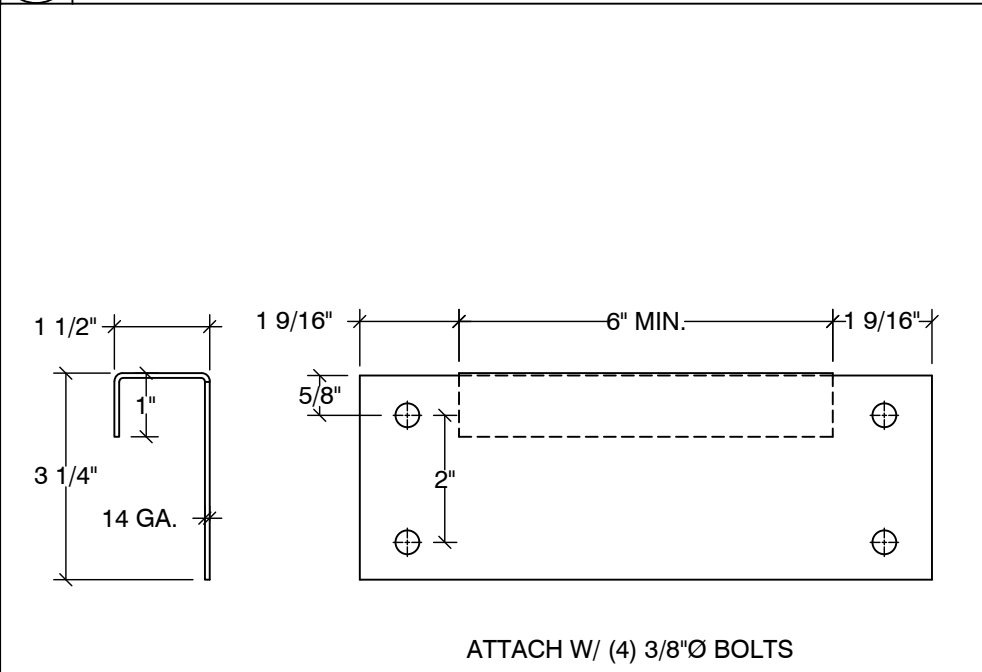 1 1/2"
1 9/16"
6" MIN.
1 9/16"
5/8"
1"
3 1/4"
2"
14 GA.
ATTACH W/ (4) 3/8"Ø BOLTS